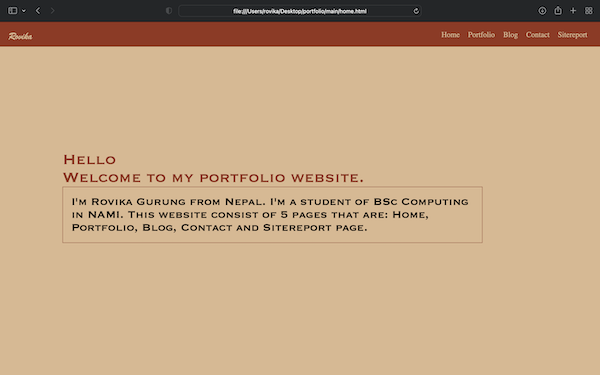 file:///Users/rovika/Desktop/portfolio/main/home.html
Rovika
Home Portfolio Blog Contact Sitereport
Hello
Welcome to my portfolio website.
I'm Rovika Gurung from Nepal. I'm a student of BSc Computing
in NAMI. This website consist of 5 pages that are: Home,
Portfolio, Blog, Contact and Sitereport page.